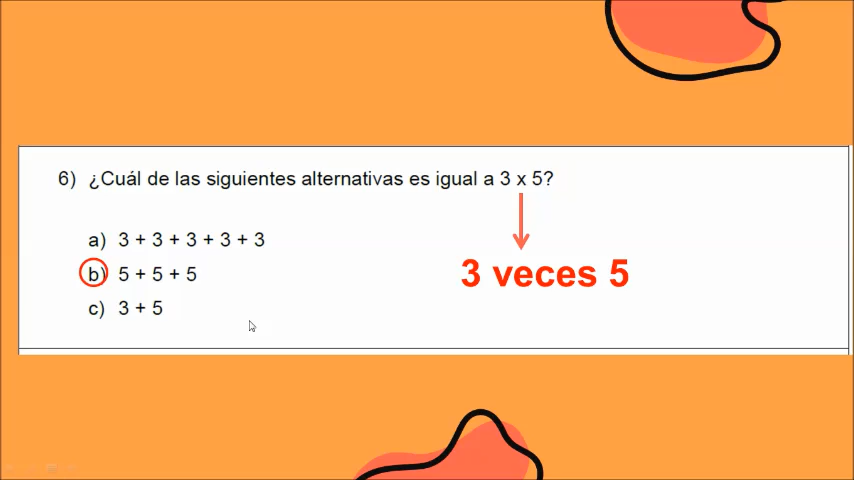 6) ¿Cuál de las siguientes alternativas es igual a 3 x 5?
a) 3 + 3 + 3 + 3 + 3
b) 5 + 5 + 5
3 veces 5
c) 3 + 5